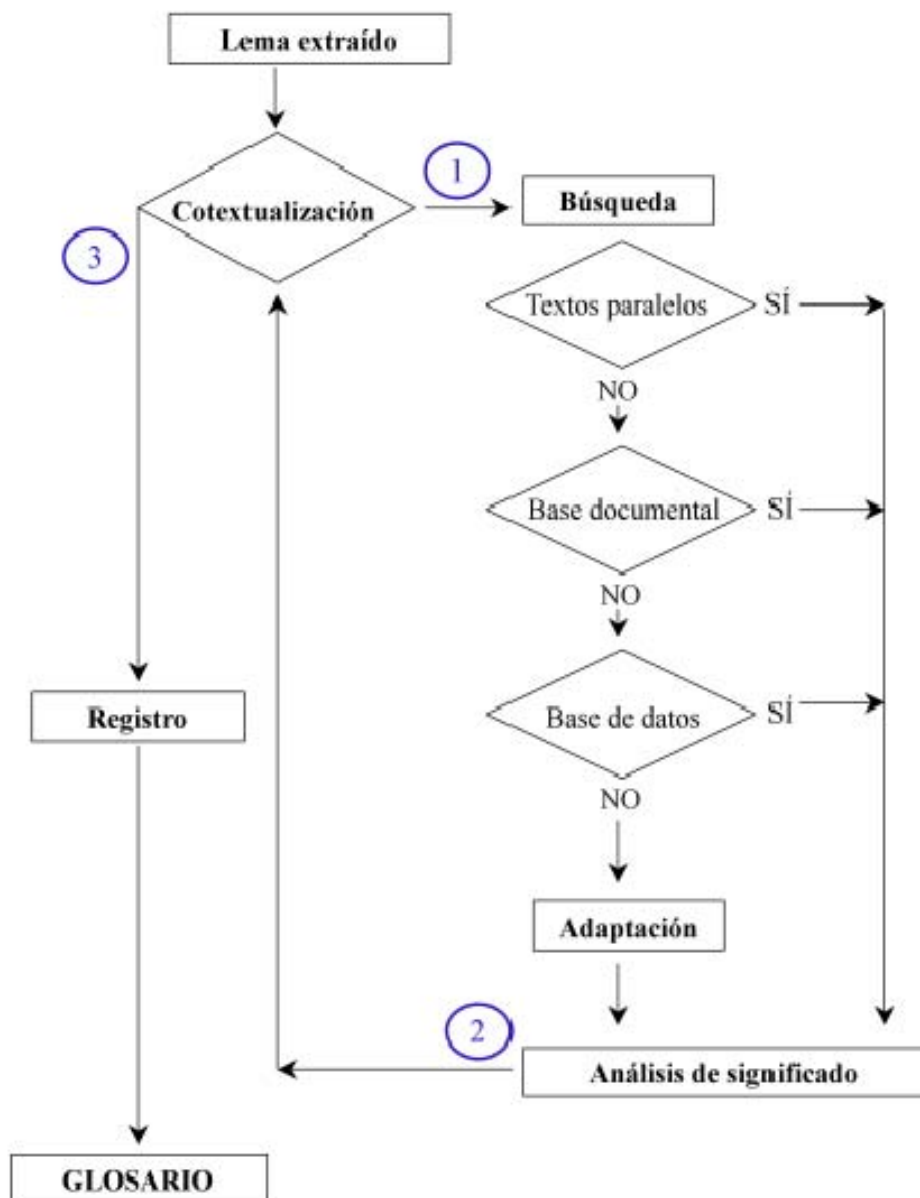 Lema extraído
1
Búsqueda
Cotextualización
3
Textos paralelos
SÍ
NO
Base documental
SÍ
NO
Registro
Base de datos
SÍ
NO
Adaptación
2
Análisis de significado
GLOSARIO